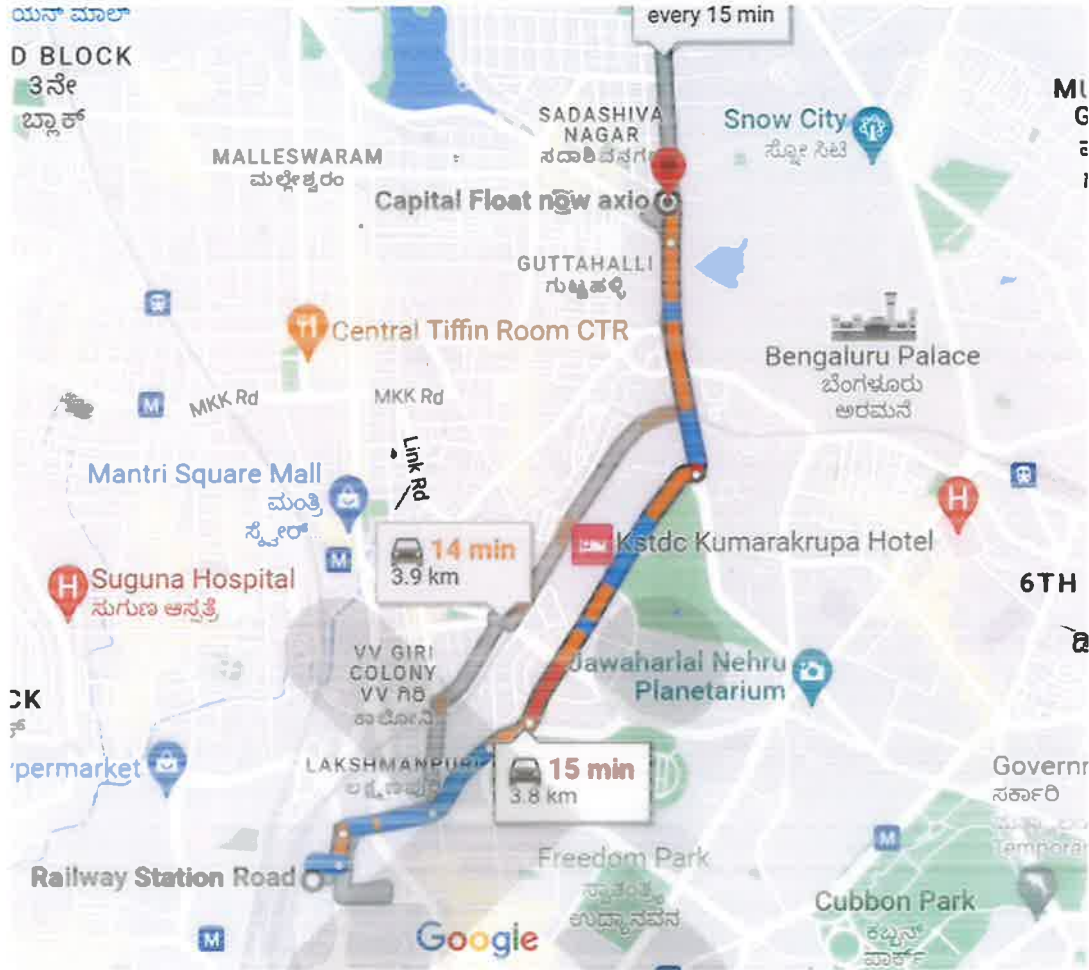 ಯನ್ ಮಾಲ್
every 15 min
D BLOCK
3ನೇ
ಬ್ಲಾಕ್
SADASHIVA
NAGAR
Snow City
ಸ್ನೋ ಸಿಟಿ
MALLESWARAM
ಮಲ್ಲೇಶ್ವರಂ
Capital Float now axio
GUTTAHALLI
ಗುಟ್ಟಹಳ್ಳಿ
Central Tiffin Room CTR
Bengaluru Palace
ಬೆಂಗಳೂರು
ಅರಮನೆ
MKK Rd
MKK Rd
Link Rd
Mantri Square Mall
ಮಂತ್ರಿ
ಸ್ಕ್ವೇರ್
14 min
3.9 km
Kstdc Kumarakrupa Hotel
Suguna Hospital
ಸುಗುಣ ಆಸ್ಪತ್ರೆ
6TH
VV GIRI
COLONY
Jawaharlal Nehru
Planetarium
CK
LAKSHMANPURI
permarket
15 min
3.8 km
ಸರ್ಕಾರಿ
Railway Station Road
Freedom Park
ಸ್ವಾತಂತ್ರ್ಯ
ಉದ್ಯಾನವನ
Cubbon Park
ಕಬ್ಬನ್
ಪಾರ್ಕ್
Google